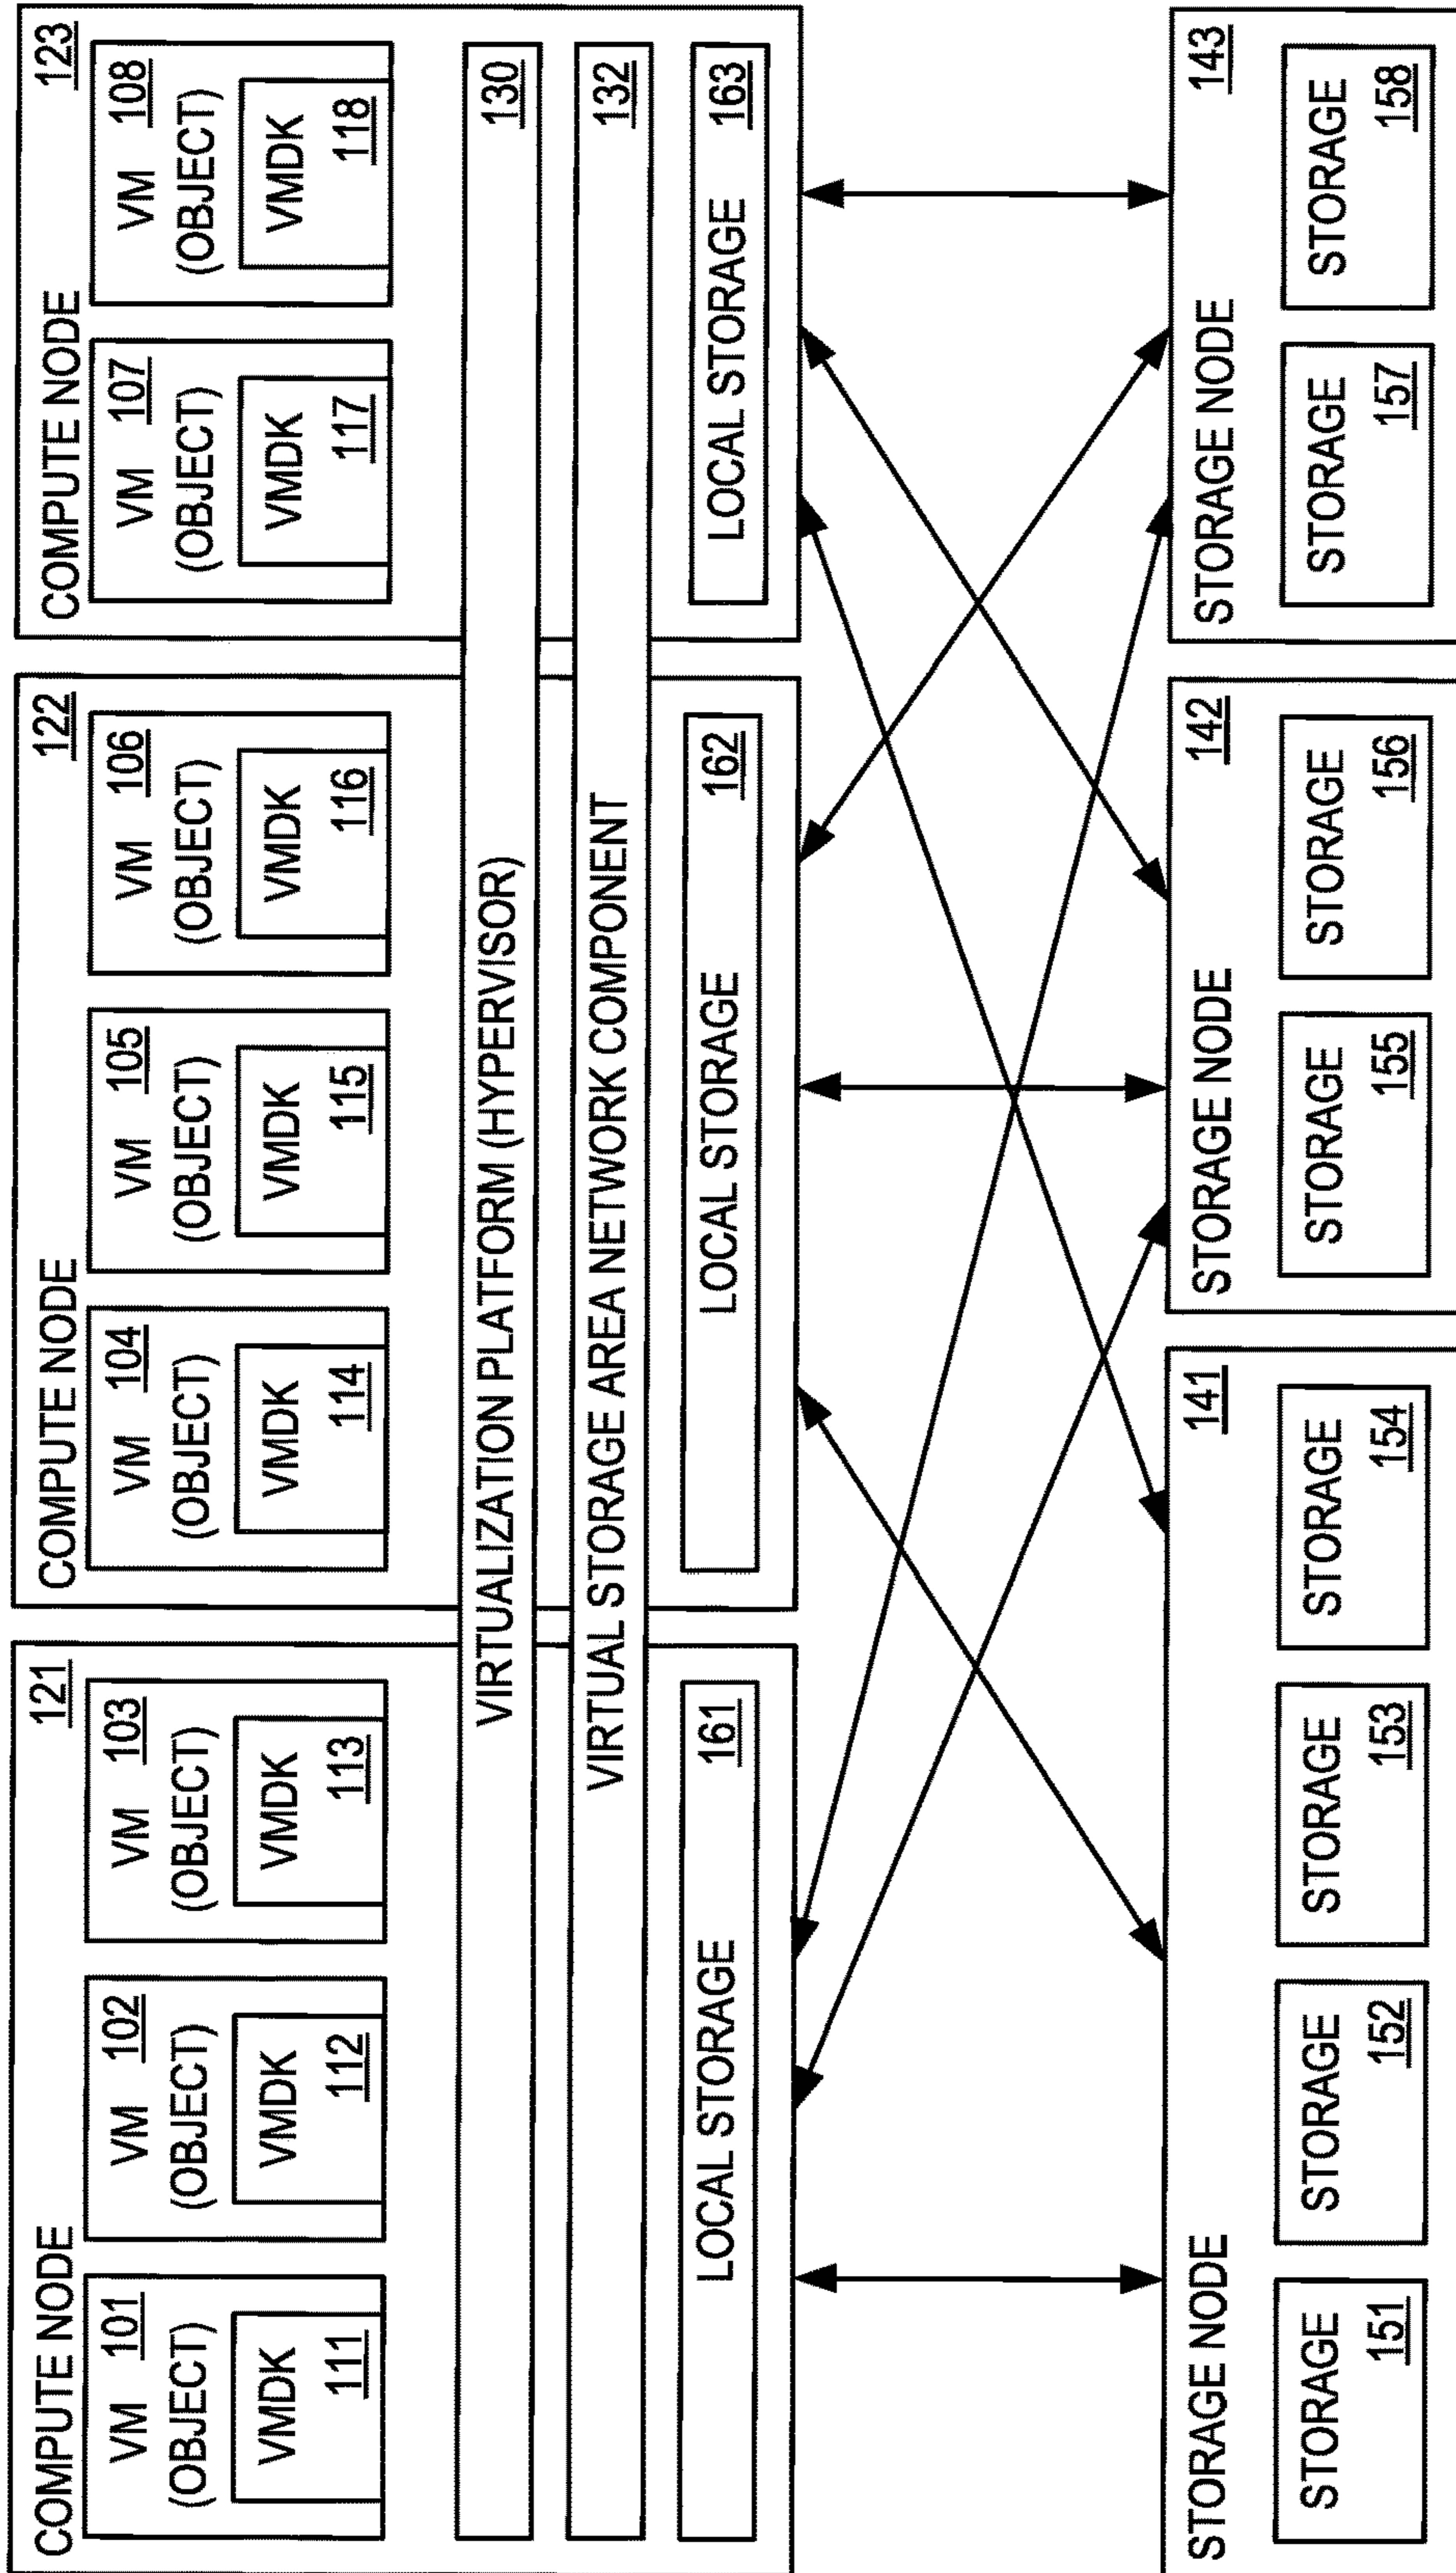 COMPUTE NODE 121
VM 101
(OBJECT)
VMDK
111
VM 102
(OBJECT)
VMDK
112
VM 103
(OBJECT)
VMDK
113
COMPUTE NODE 122
VM 104
(OBJECT)
VMDK
114
VM 105
(OBJECT)
VMDK
115
VM 106
(OBJECT)
VMDK
116
COMPUTE NODE 123
VM 107
(OBJECT)
VMDK
117
VM 108
(OBJECT)
VMDK
118
VIRTUALIZATION PLATFORM (HYPERVISOR) 130
VIRTUAL STORAGE AREA NETWORK COMPONENT 132
LOCAL STORAGE 161
LOCAL STORAGE 162
LOCAL STORAGE 163
STORAGE NODE 141
STORAGE
151
STORAGE
152
STORAGE
153
STORAGE
154
STORAGE NODE 142
STORAGE
155
STORAGE
156
STORAGE NODE 143
STORAGE
157
STORAGE
158